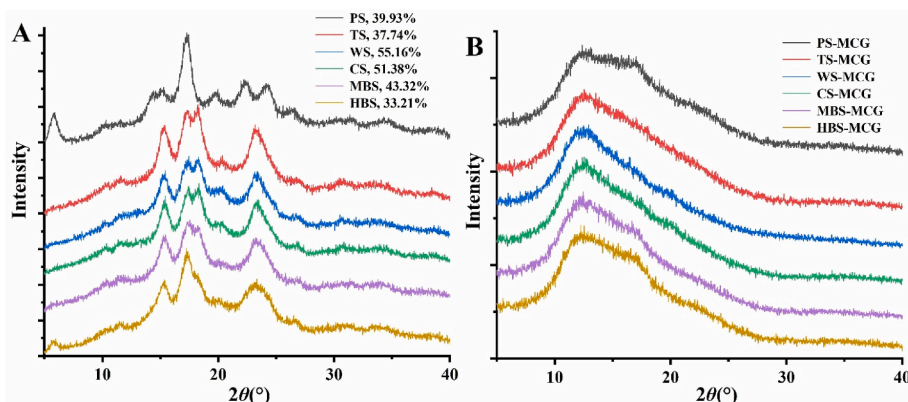 A
PS, 39.93%
TS, 37.74%
WS, 55.16%
CS, 51.38%
MBS, 43.32%
HBS, 33.21%
Intensity
10 20 30 40
2θ(°)
B
PS-MCG
TS-MCG
WS-MCG
CS-MCG
MBS-MCG
HBS-MCG
Intensity
10 20 30 40
2θ(°)